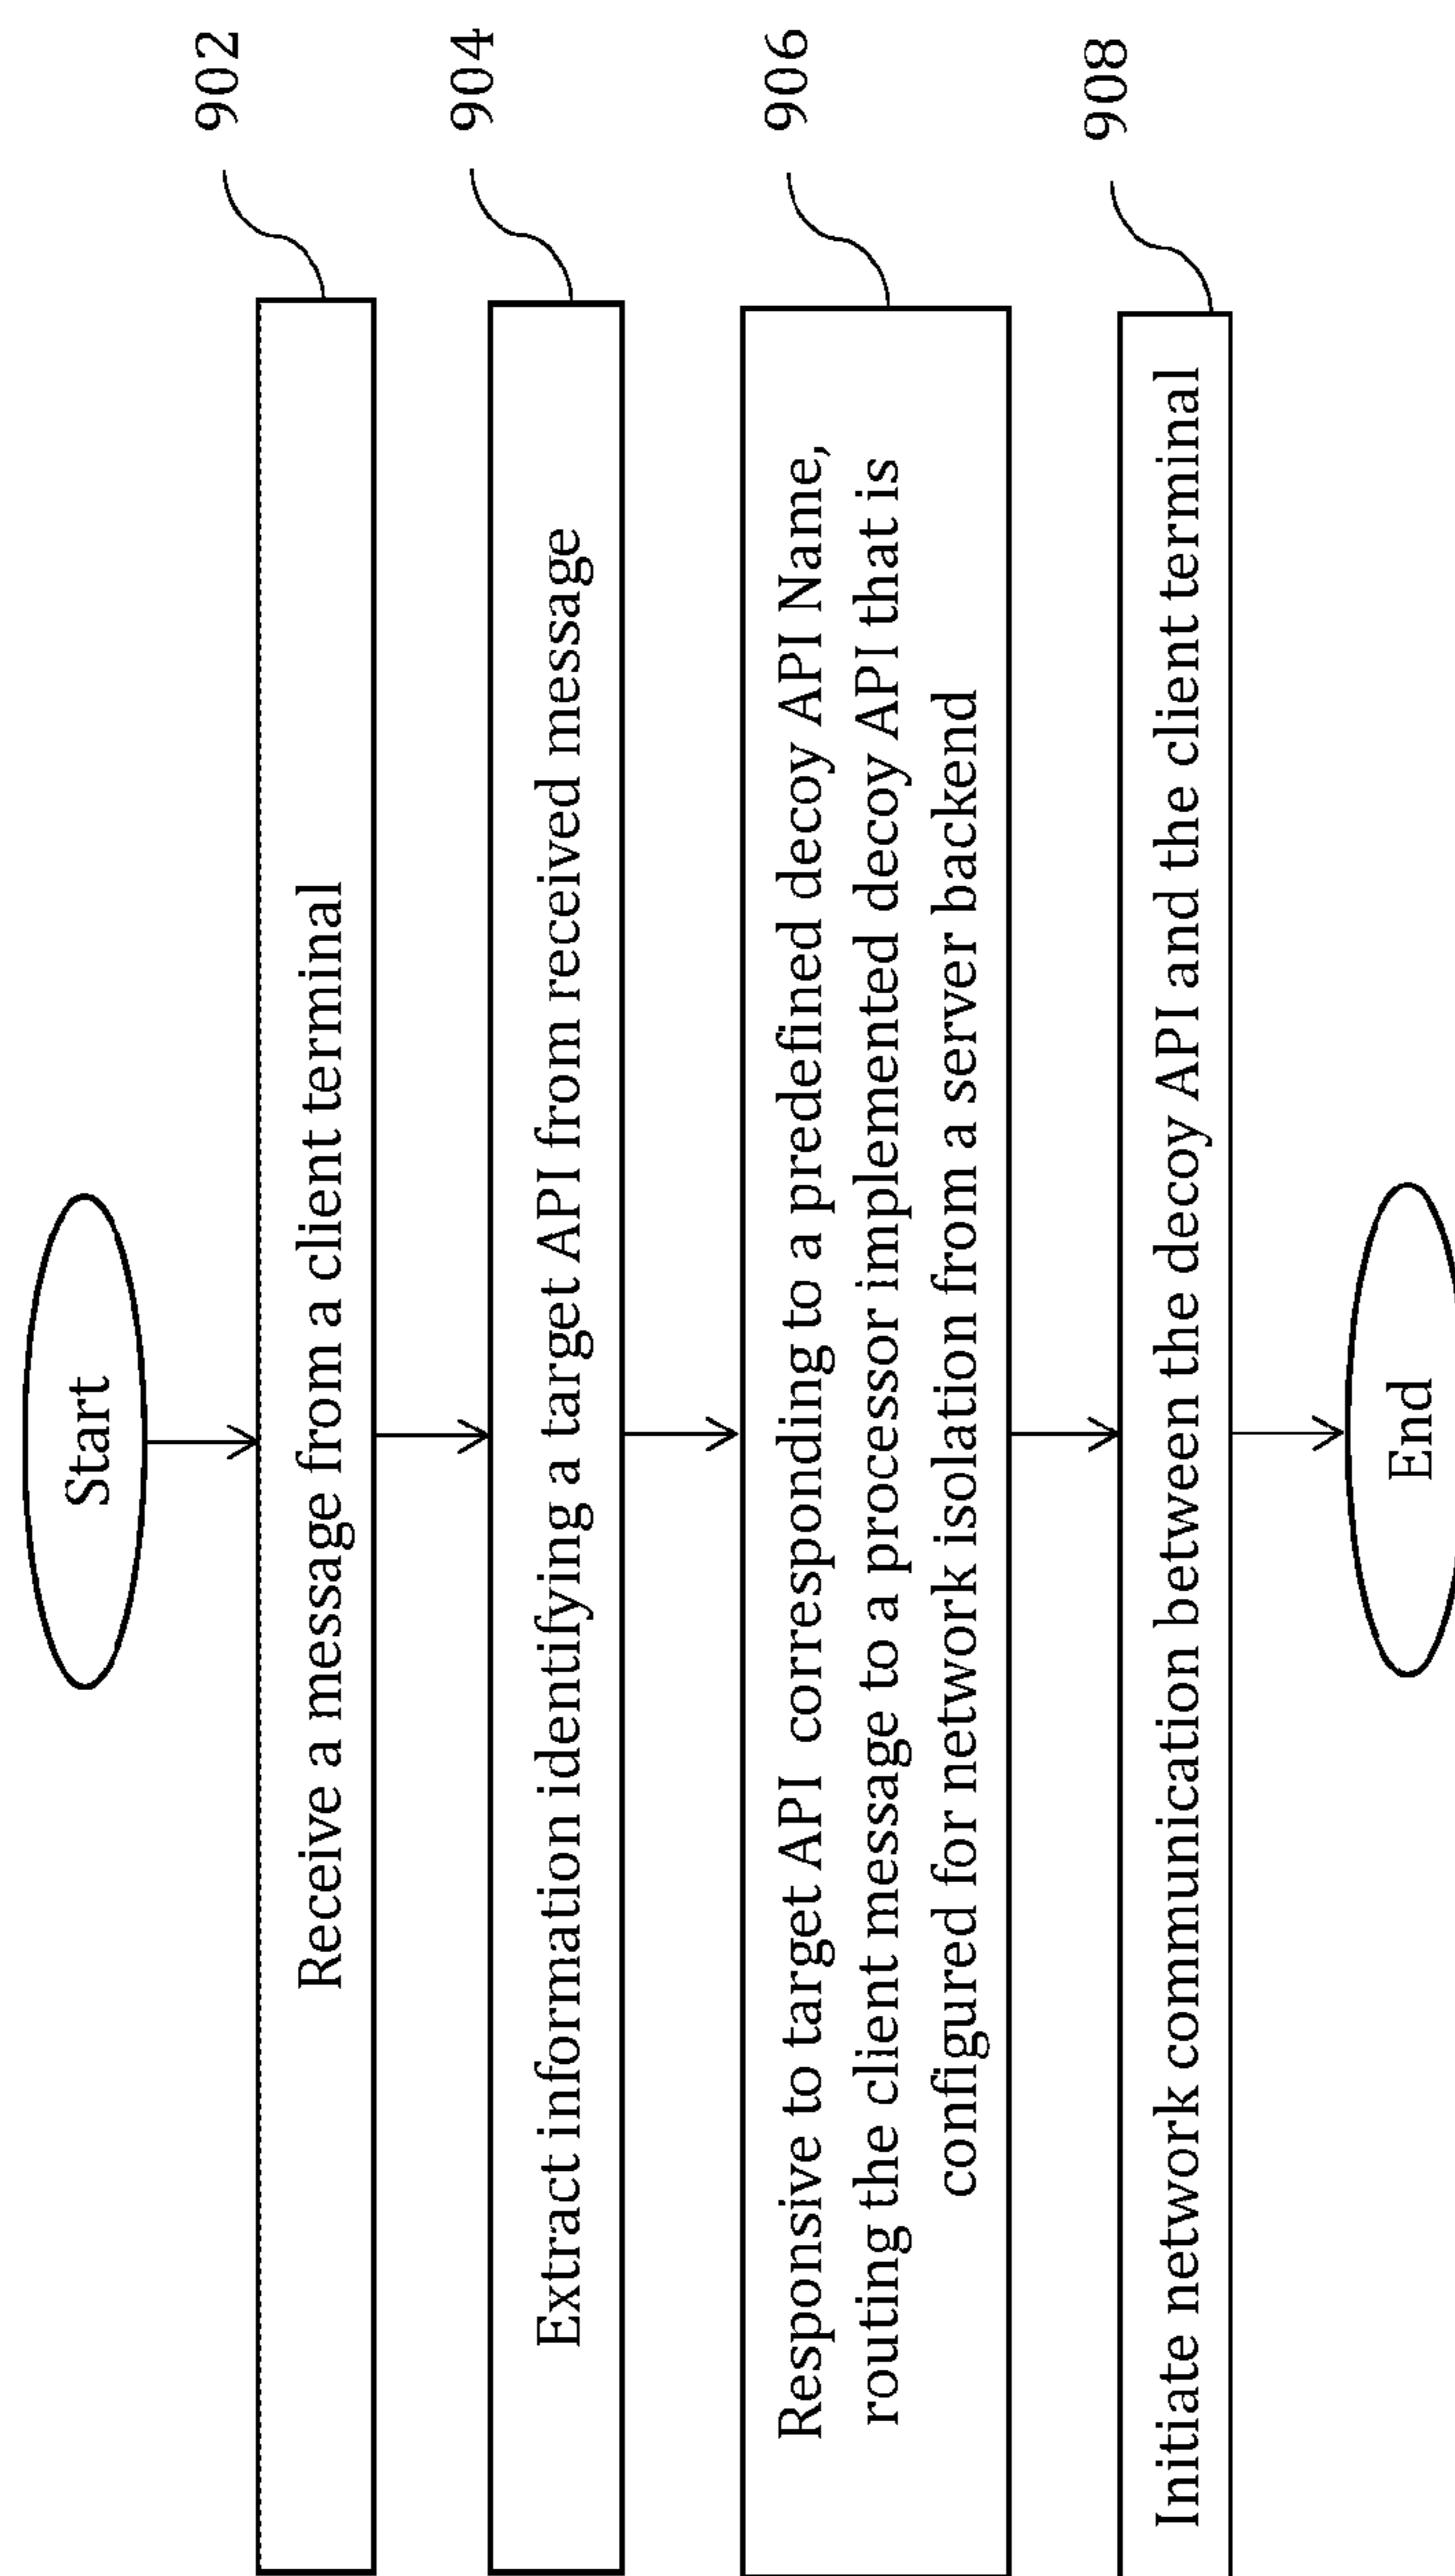 Start
902
Receive a message from a client terminal
904
Extract information identifying a target API from received message
906
Responsive to target API corresponding to a predefined decoy API Name,
routing the client message to a processor implemented decoy API that is
configured for network isolation from a server backend
908
Initiate network communication between the decoy API and the client terminal
End